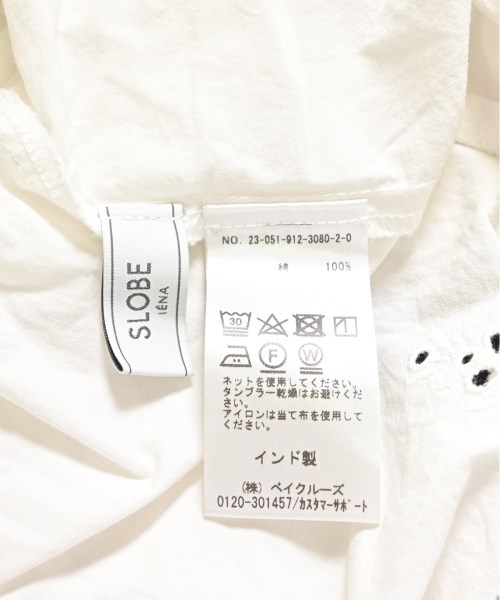 SLOBE
IÉNA
NO. 23-051-912-3080-2-0
綿 100%
30
F W
ネットを使用してください。
タンブラー乾燥はお避けくださ
い。
アイロンは当て布を使用してく
ださい。
インド製
(株) ベイクルーズ
0120-301457/カスタマーサポート